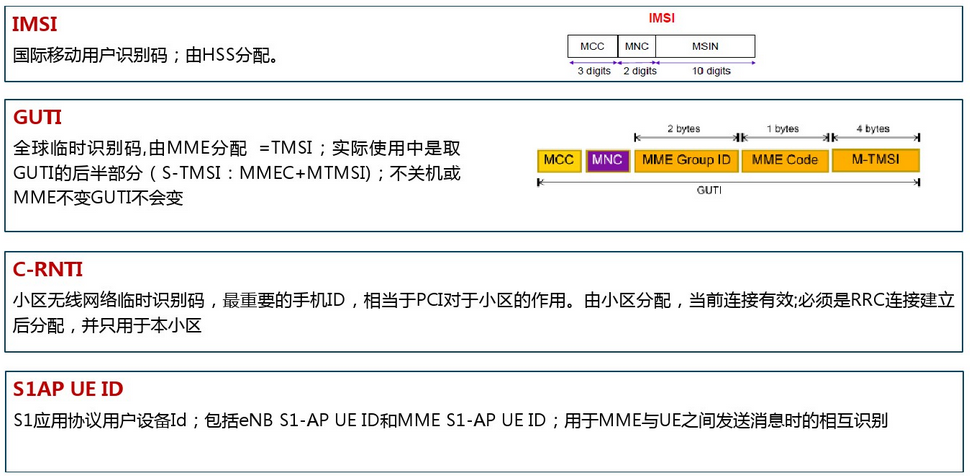 IMSI
国际移动用户识别码；由HSS分配。
IMSI
MCC MNC MSIN
3 digits 2 digits 10 digits
GUTI
全球临时识别码,由MME分配 =TMSI；实际使用中是取
GUTI的后半部分（S-TMSI：MMEC+MTMSI)；不关机或
MME不变GUTI不会变
2 bytes 1 byte 4 bytes
MCC MNC MME Group ID MME Code M-TMSI
GUTI
C-RNTI
小区无线网络临时识别码，最重要的手机ID，相当于PCI对于小区的作用。由小区分配，当前连接有效;必须是RRC连接建立
后分配，并只用于本小区
S1AP UE ID
S1应用协议用户设备Id；包括eNB S1-AP UE ID和MME S1-AP UE ID；用于MME与UE之间发送消息时的相互识别